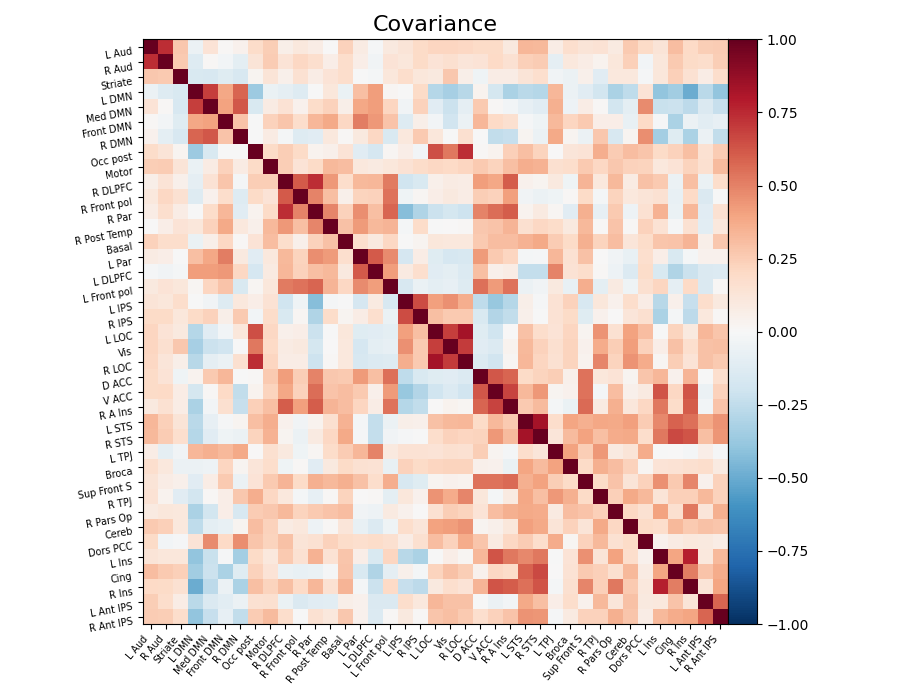 Covariance
L Aud
R Aud
Striate
L DMN
Med DMN
Front DMN
R DMN
Occ post
Motor
R DLPFC
R Front pol
R Par
R Post Temp
Basal
L Par
L DLPFC
L Front pol
L IPS
R IPS
L LOC
Vis
R LOC
D ACC
V ACC
R A Ins
L STS
R STS
L TPJ
Broca
Sup Front S
R TPJ
R Pars Op
Cereb
Dors PCC
L Ins
Cing
R Ins
L Ant IPS
R Ant IPS
L Aud
R Aud
Striate
L DMN
Med DMN
Front DMN
R DMN
Occ post
Motor
R DLPFC
R Front pol
R Par
R Post Temp
Basal
L Par
L DLPFC
L Front pol
L IPS
R IPS
L LOC
Vis
R LOC
D ACC
V ACC
R A Ins
L STS
R STS
L TPJ
Broca
Sup Front S
R TPJ
R Pars Op
Cereb
Dors PCC
L Ins
Cing
R Ins
L Ant IPS
R Ant IPS
1.00
0.75
0.50
0.25
0.00
−0.25
−0.50
−0.75
−1.00